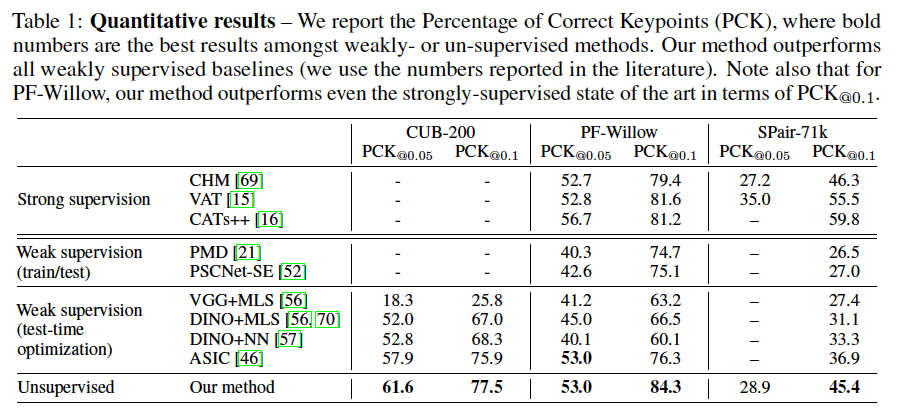 Table 1: Quantitative results – We report the Percentage of Correct Keypoints (PCK), where bold
numbers are the best results amongst weakly- or un-supervised methods. Our method outperforms
all weakly supervised baselines (we use the numbers reported in the literature). Note also that for
PF-Willow, our method outperforms even the strongly-supervised state of the art in terms of PCK@0.1.
CUB-200 PF-Willow SPair-71k
PCK@0.05 PCK@0.1 PCK@0.05 PCK@0.1 PCK@0.05 PCK@0.1
CHM [69] - - 52.7 79.4 27.2 46.3
Strong supervision VAT [15] - - 52.8 81.6 35.0 55.5
CATs++ [16] - - 56.7 81.2 – 59.8
Weak supervision PMD [21] - - 40.3 74.7 – 26.5
(train/test) PSCNet-SE [52] - - 42.6 75.1 – 27.0
Weak supervision VGG+MLS [56] 18.3 25.8 41.2 63.2 – 27.4
(test-time DINO+MLS [56, 70] 52.0 67.0 45.0 66.5 – 31.1
optimization) DINO+NN [57] 52.8 68.3 40.1 60.1 – 33.3
ASIC [46] 57.9 75.9 53.0 76.3 – 36.9
Unsupervised Our method 61.6 77.5 53.0 84.3 28.9 45.4